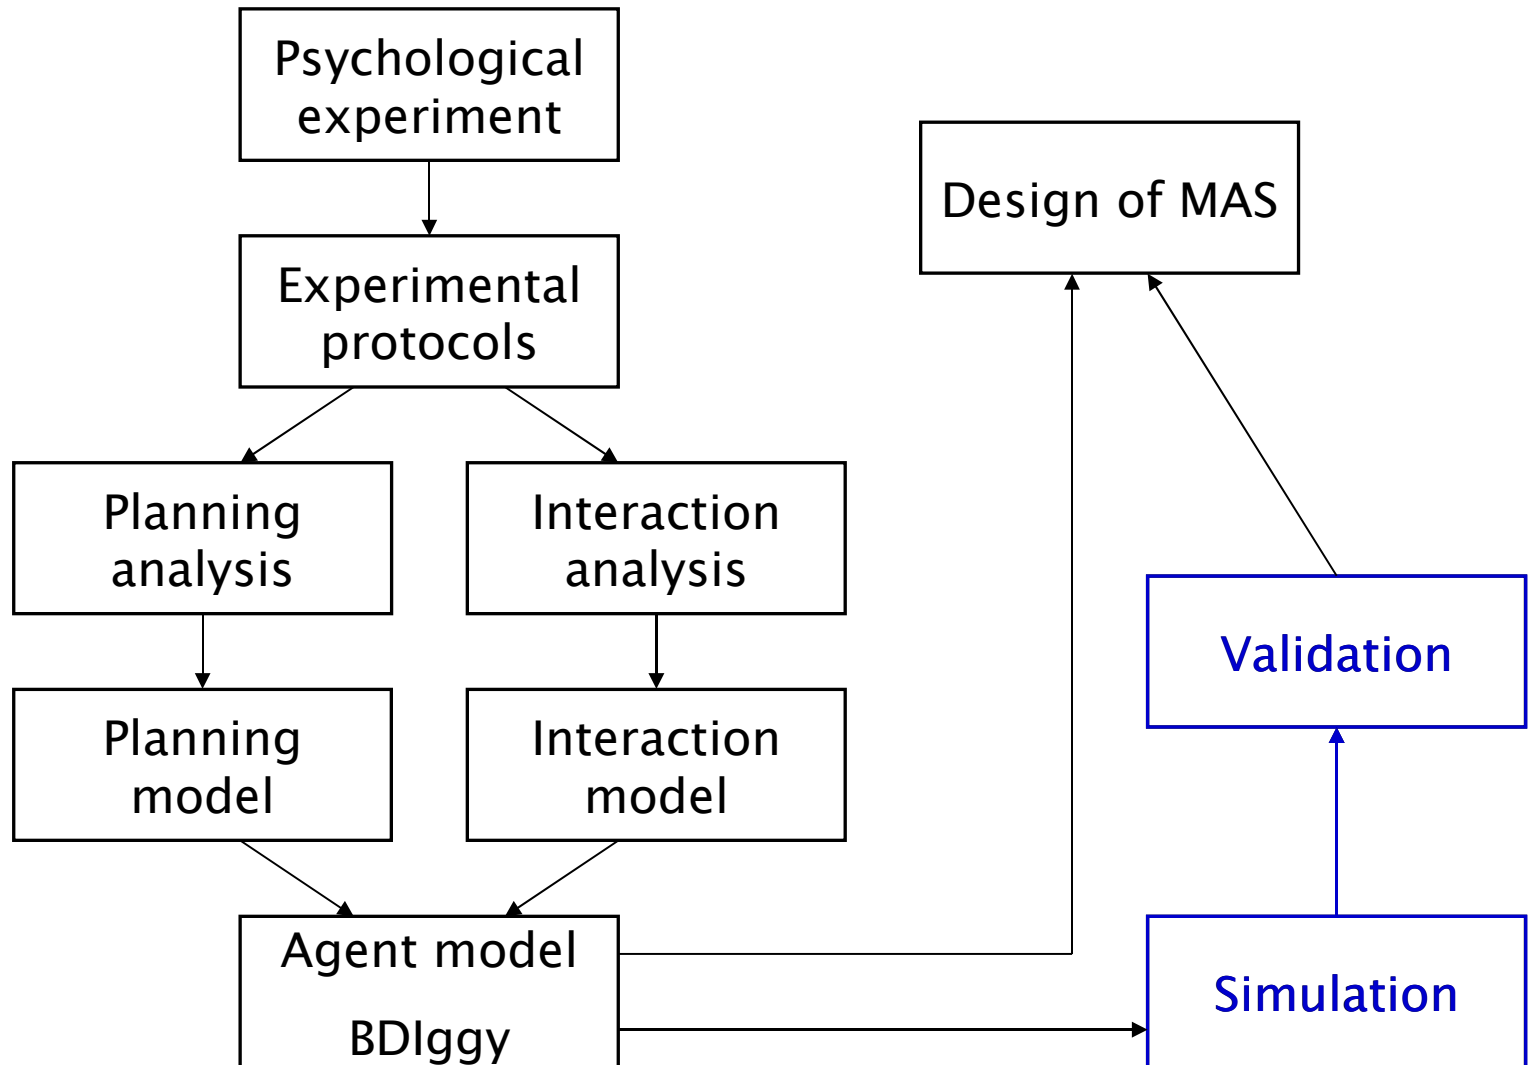 Psychological
experiment
Design of MAS
Experimental
protocols
Planning
analysis
Interaction
analysis
Validation
Planning
model
Interaction
model
Agent model
BDIggy
Simulation